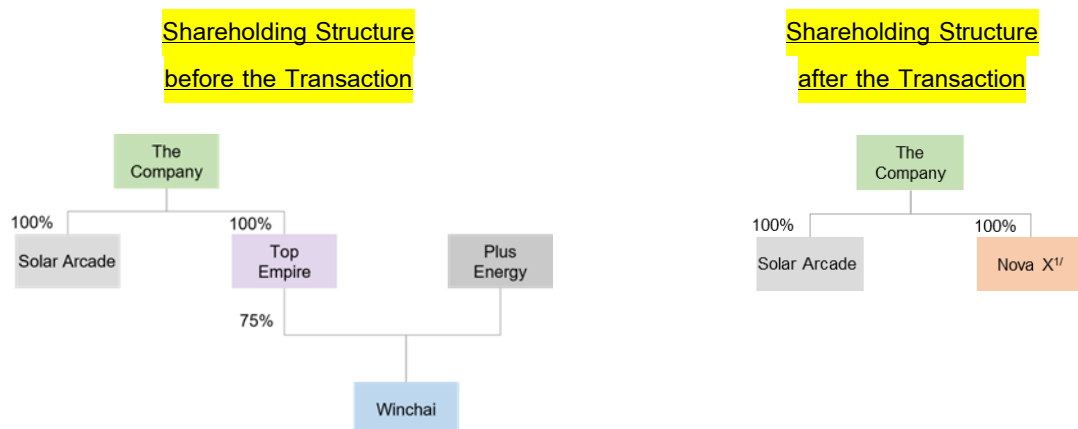 Shareholding Structure
before the Transaction
The
Company
100%
100%
Solar Arcade
Top
Empire
Plus
Energy
75%
Winchai
Shareholding Structure
after the Transaction
The
Company
100%
100%
Solar Arcade
Nova X1/